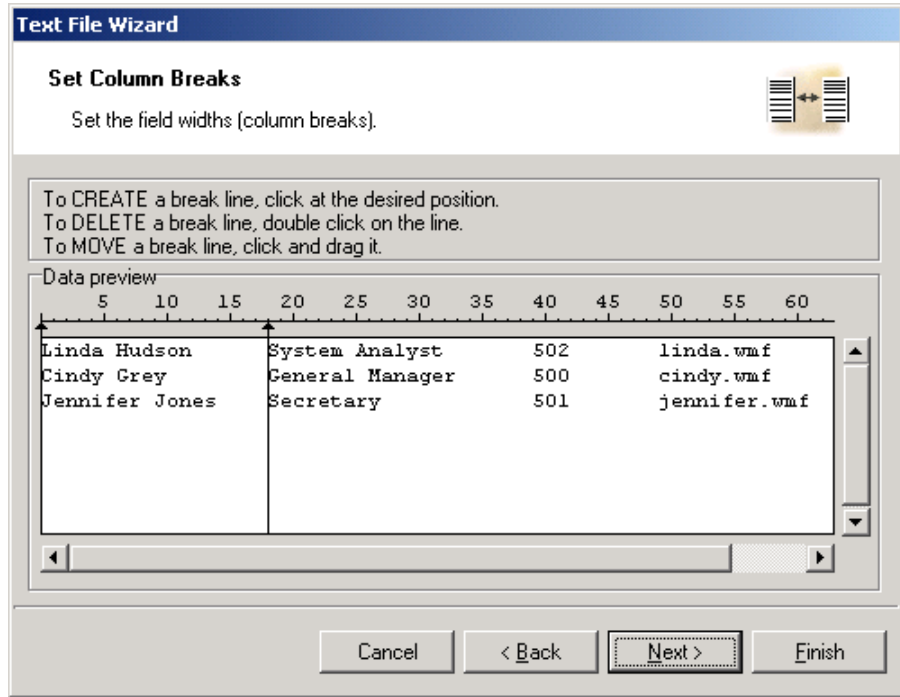 Text File Wizard
Set Column Breaks
Set the field widths (column breaks).
To CREATE a break line, click at the desired position.
To DELETE a break line, double click on the line.
To MOVE a break line, click and drag it.
Data preview
5 10 15 20 25 30 35 40 45 50 55 60
Linda Hudson System Analyst 502 linda.wmf
Cindy Grey General Manager 500 cindy.wmf
Jennifer Jones Secretary 501 jennifer.wmf
Cancel < Back Next > Finish